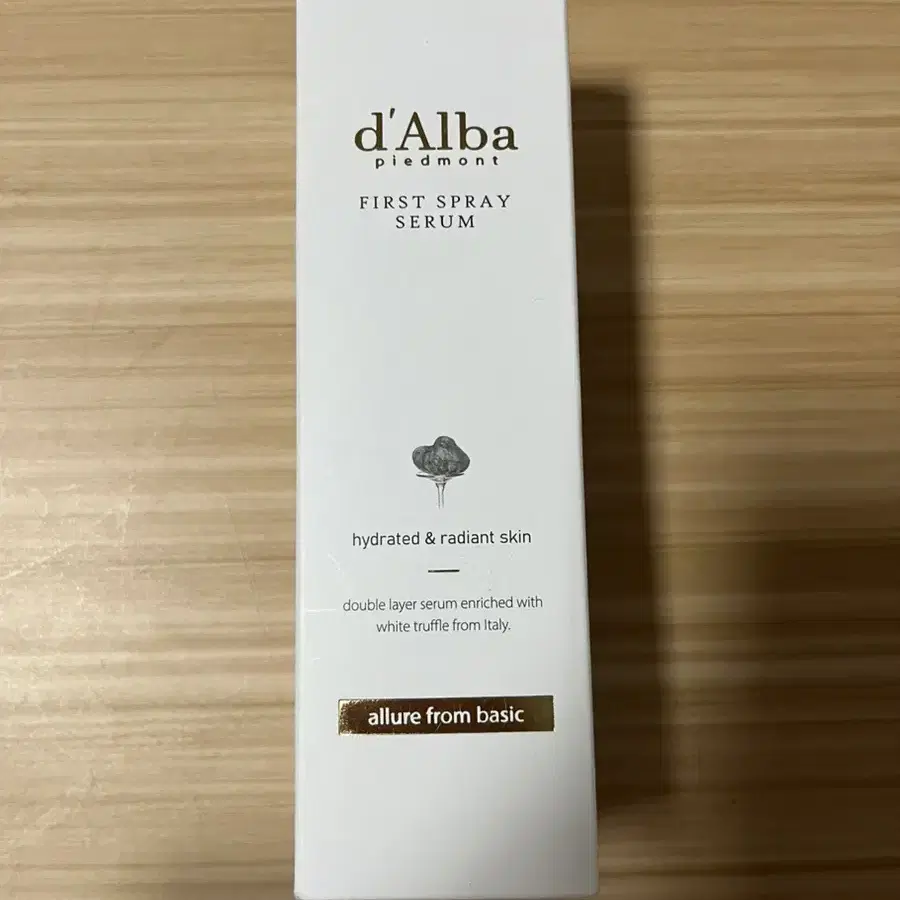 d'Alba
piedmont
FIRST SPRAY
SERUM
hydrated & radiant skin
double layer serum enriched with
white truffle from Italy.
allure from basic